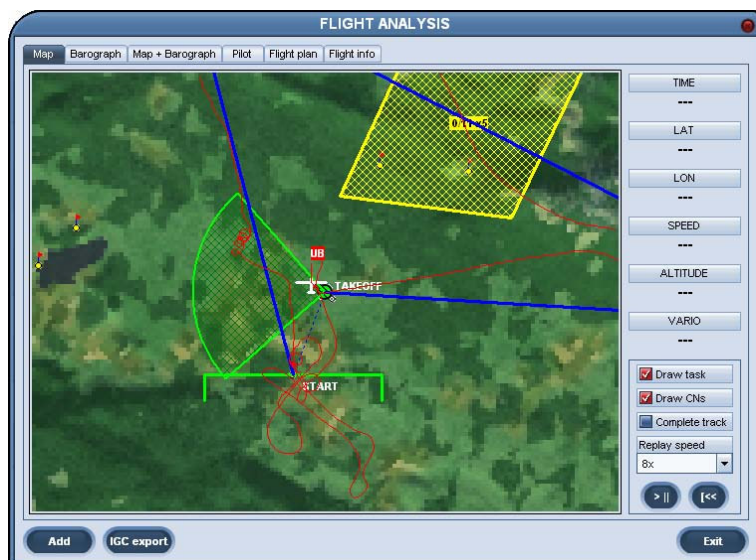 FLIGHT ANALYSIS
Map
Barograph
Map + Barograph
Pilot
Flight plan
Flight info
UB
TAKEOFF
START
TIME
---
LAT
---
LON
---
SPEED
---
ALTITUDE
---
VARIO
---
Draw task
Draw CNs
Complete track
Replay speed
8x
> ||
[<<
Add
IGC export
Exit